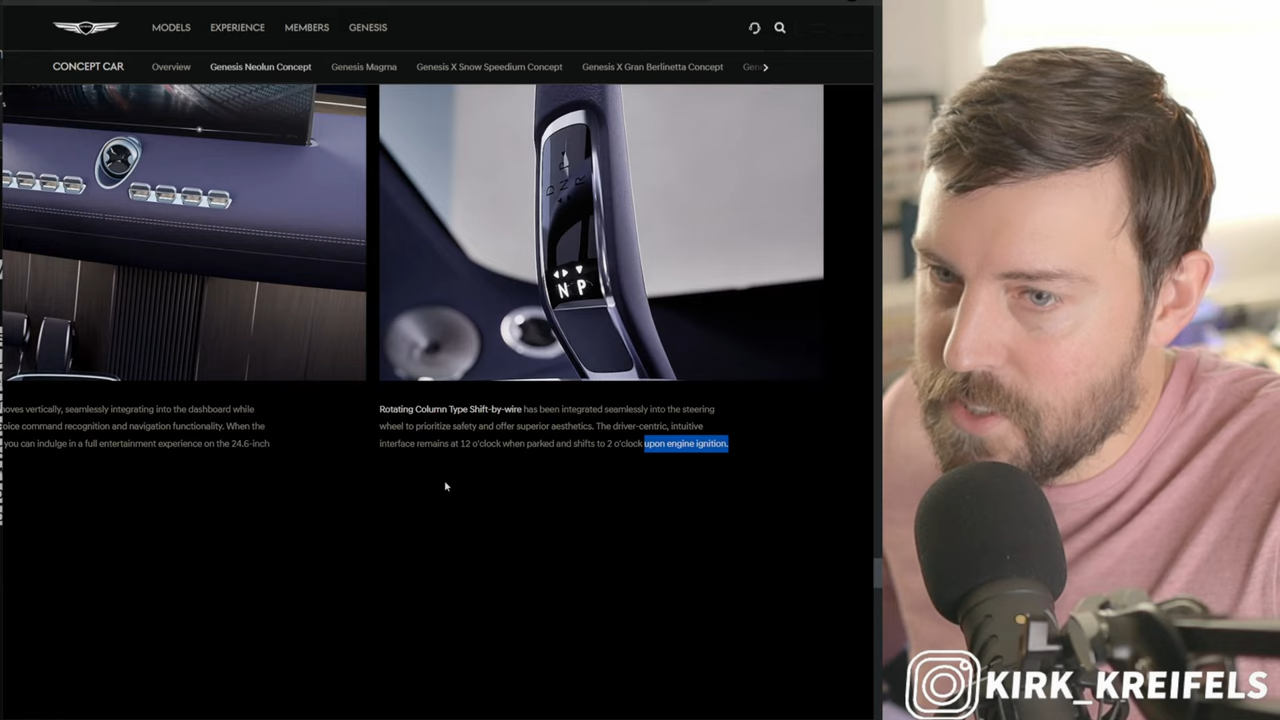 MODELS EXPERIENCE MEMBERS GENESIS
CONCEPT CAR Overview Genesis Neolun Concept Genesis Magma Genesis X Snow Speedium Concept Genesis X Gran Berlinetta Concept
D N R
N P
oves vertically, seamlessly integrating into the dashboard while
oice command recognition and navigation functionality. When the
you can indulge in a full entertainment experience on the 24.6-inch
Rotating Column Type Shift-by-wire has been integrated seamlessly into the steering
wheel to prioritize safety and offer superior aesthetics. The driver-centric, intuitive
interface remains at 12 o'clock when parked and shifts to 2 o'clock upon engine ignition.
KIRK_KREIFELS